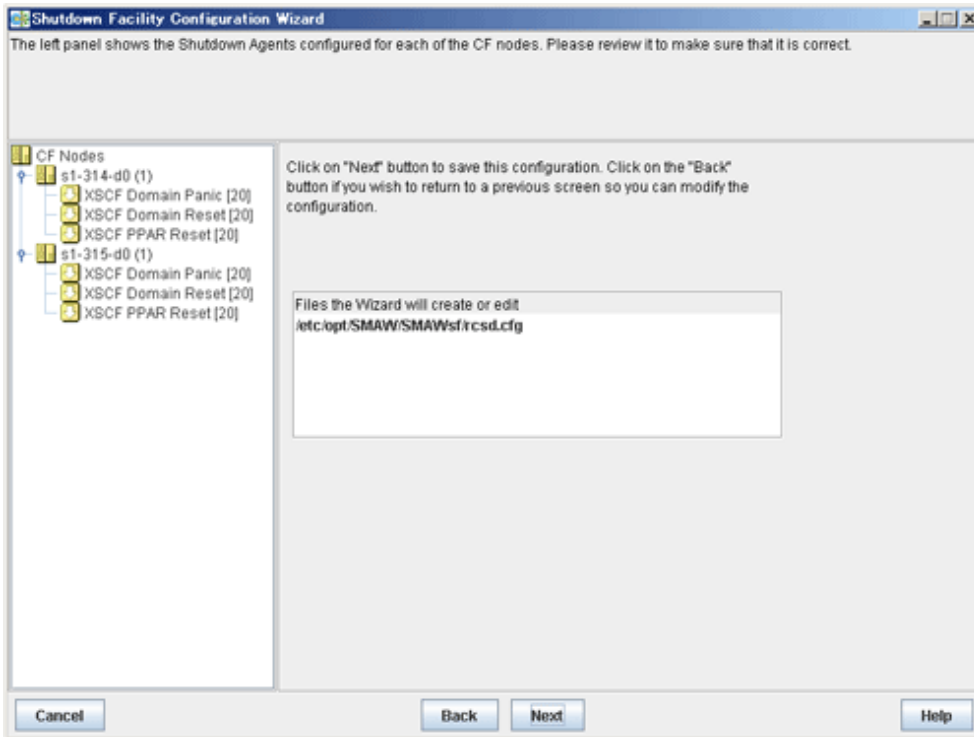 Shutdown Facility Configuration Wizard
The left panel shows the Shutdown Agents configured for each of the CF nodes. Please review it to make sure that it is correct.
CF Nodes
s1-314-d0 (1)
XSCF Domain Panic [20]
XSCF Domain Reset [20]
XSCF PPAR Reset [20]
s1-315-d0 (1)
XSCF Domain Panic [20]
XSCF Domain Reset [20]
XSCF PPAR Reset [20]
Click on "Next" button to save this configuration. Click on the "Back"
button if you wish to return to a previous screen so you can modify the
configuration.
Files the Wizard will create or edit
/etc/opt/SMAW/SMAWsf/rcsd.cfg
Cancel
Back
Next
Help